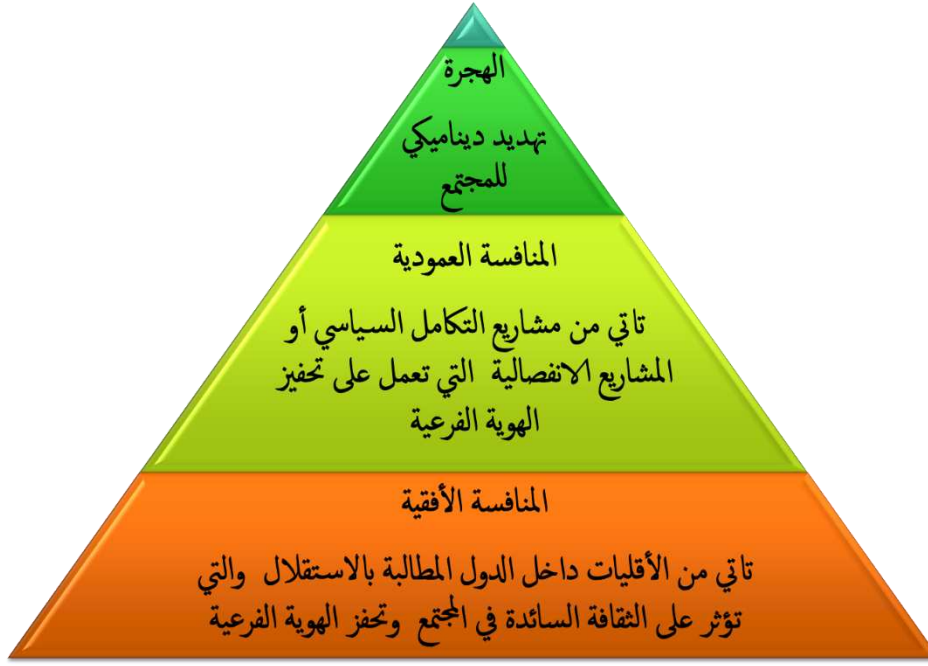 الهجرة
تهديد ديناميكي
للمجتمع
المنافسة العمودية
تاتي من مشاريع التكامل السياسي أو
المشاريع الانفصالية التي تعمل على تحفيز
الهوية الفرعية
المنافسة الأفقية
تاتي من الأقليات داخل الدول المطالبة بالاستقلال والتي
تؤثر على الثقافة السائدة في المجتمع وتحفز الهوية الفرعية